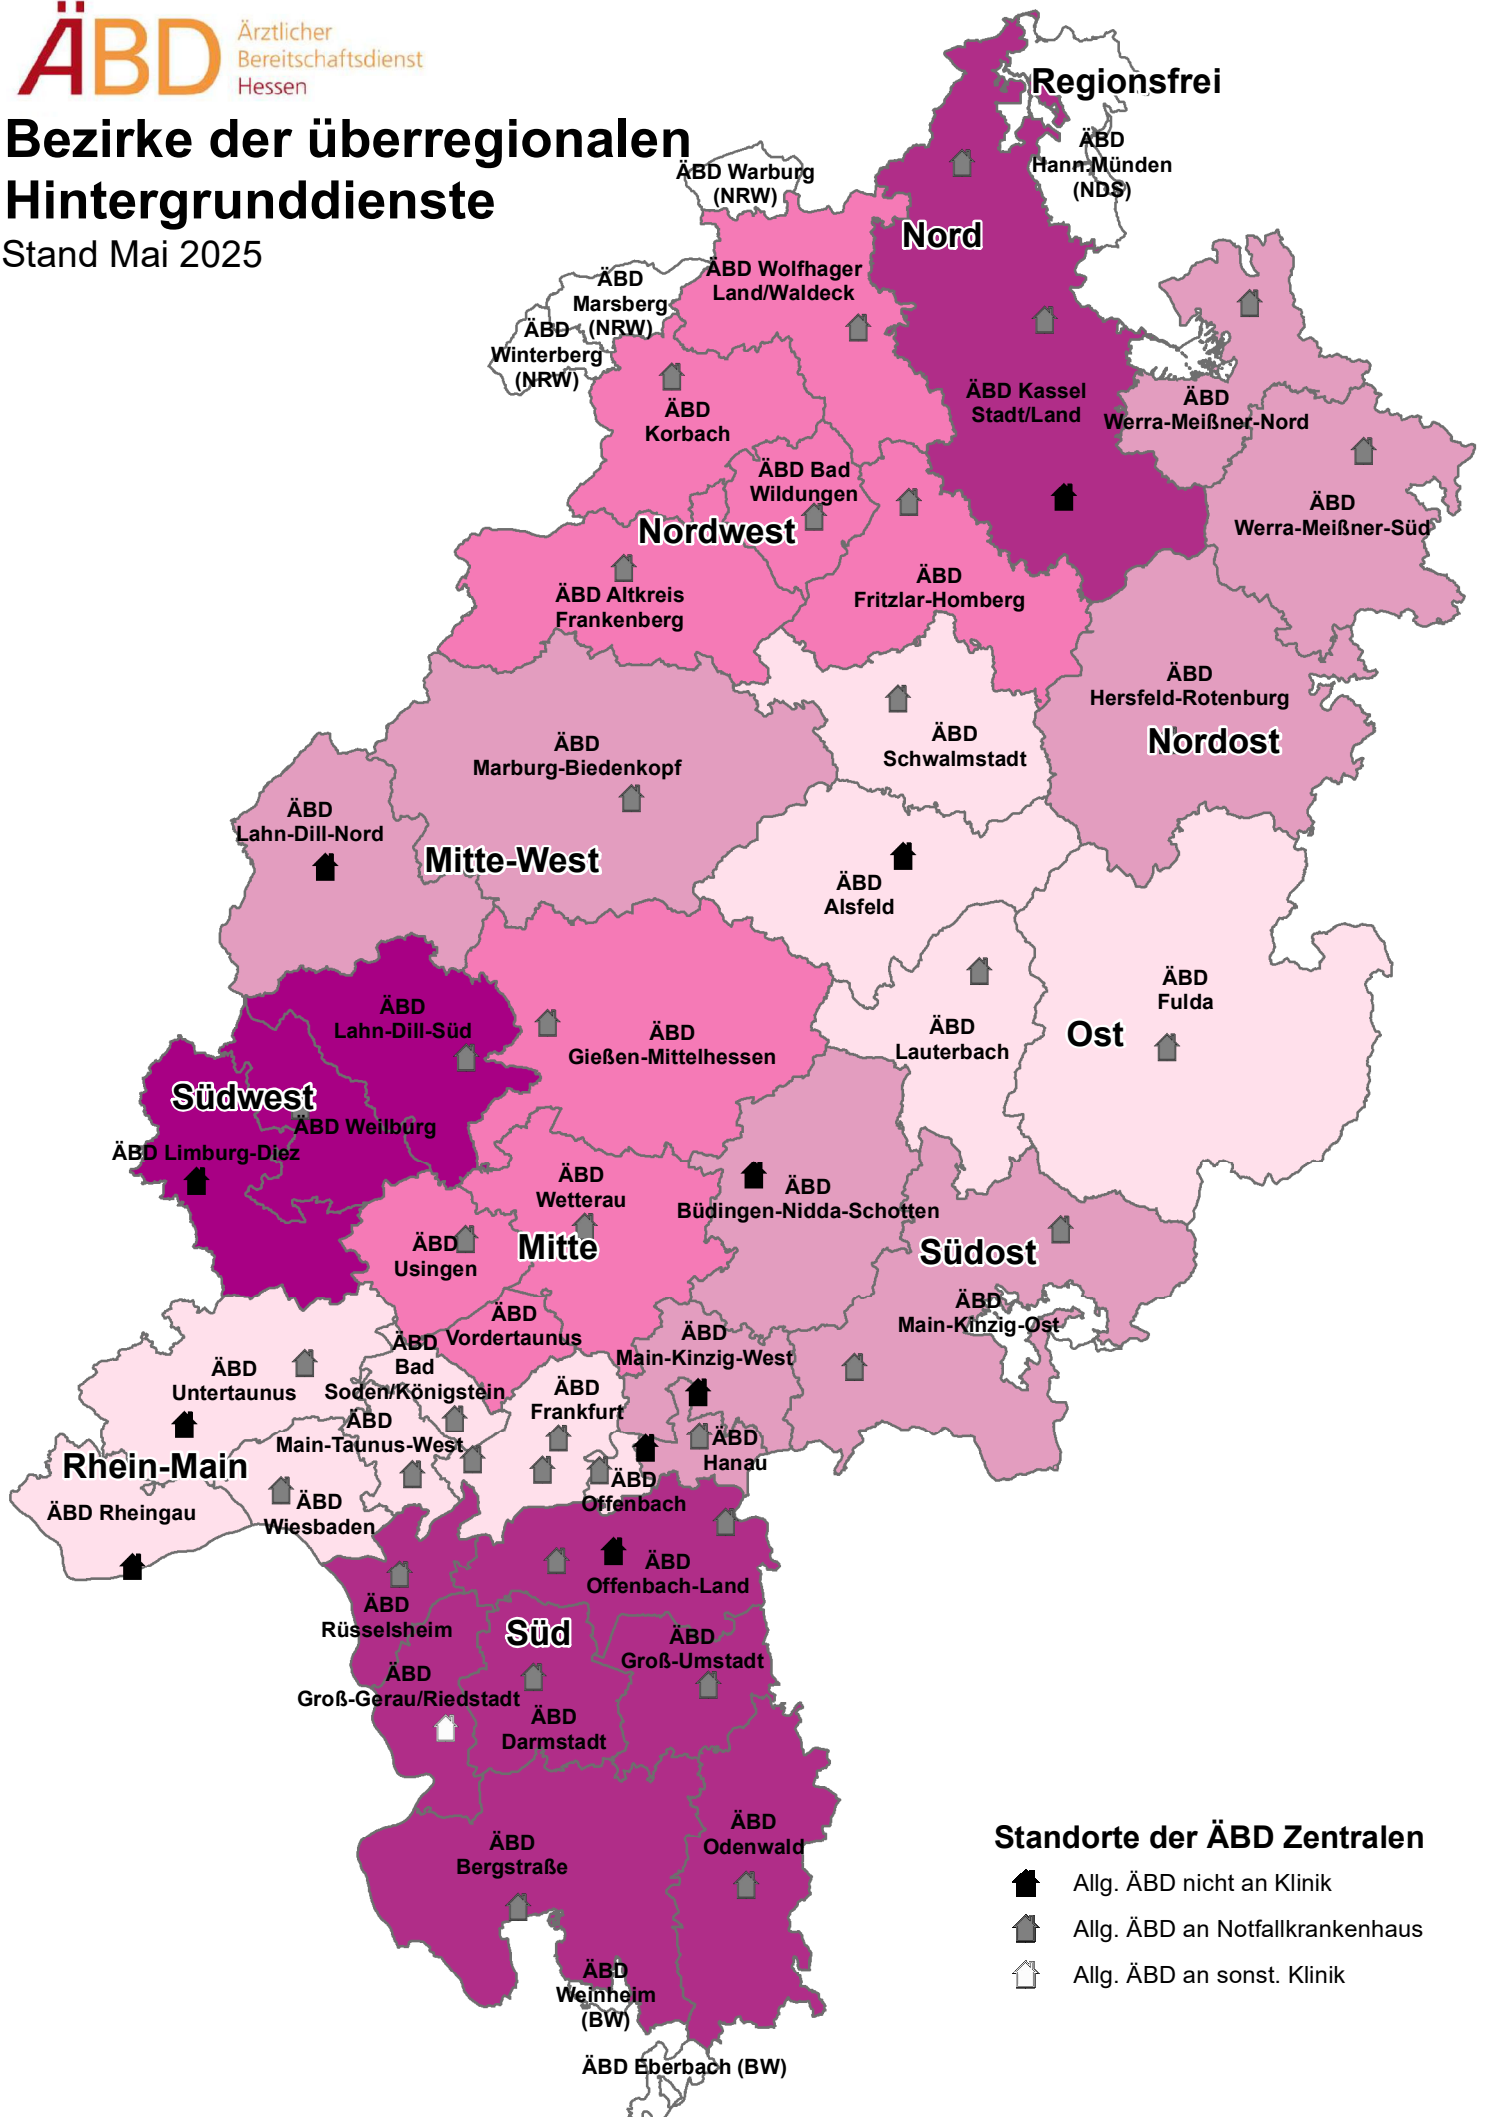 ÄBD
Ärztlicher
Bereitschaftsdienst
Hessen
Bezirke der überregionalen
Hintergrunddienste
Stand Mai 2025
Regionsfrei
ÄBD
Hann.Münden
(NDS)
ÄBD Warburg
(NRW)
Nord
ÄBD Wolfhager
Land/Waldeck
ÄBD
Marsberg
(NRW)
ÄBD
Winterberg
(NRW)
ÄBD Kassel
Stadt/Land
ÄBD
Werra-Meißner-Nord
ÄBD
Korbach
ÄBD Bad
Wildungen
ÄBD
Werra-Meißner-Süd
Nordwest
ÄBD Altkreis
Frankenberg
ÄBD
Fritzlar-Homberg
ÄBD
Hersfeld-Rotenburg
Nordost
ÄBD
Schwalmstadt
ÄBD
Marburg-Biedenkopf
ÄBD
Lahn-Dill-Nord
Mitte-West
ÄBD
Alsfeld
ÄBD
Fulda
ÄBD
Lahn-Dill-Süd
ÄBD
Gießen-Mittelhessen
ÄBD
Lauterbach
Ost
Südwest
ÄBD Weilburg
ÄBD Limburg-Diez
ÄBD
Wetterau
ÄBD
Büdingen-Nidda-Schotten
Mitte
ÄBD
Usingen
Südost
ÄBD
Main-Kinzig-Ost
ÄBD
Vordertaunus
ÄBD
Bad
Soden/Königstein
ÄBD
Main-Kinzig-West
ÄBD
Untertaunus
ÄBD
Frankfurt
ÄBD
Main-Taunus-West
ÄBD
Hanau
Rhein-Main
ÄBD
Offenbach
ÄBD Rheingau
ÄBD
Wiesbaden
ÄBD
Offenbach-Land
ÄBD
Rüsselsheim
Süd
ÄBD
Groß-Umstadt
ÄBD
Groß-Gerau/Riedstadt
ÄBD
Darmstadt
ÄBD
Odenwald
ÄBD
Bergstraße
ÄBD
Weinheim
(BW)
ÄBD Eberbach (BW)
Standorte der ÄBD Zentralen
Allg. ÄBD nicht an Klinik
Allg. ÄBD an Notfallkrankenhaus
Allg. ÄBD an sonst. Klinik